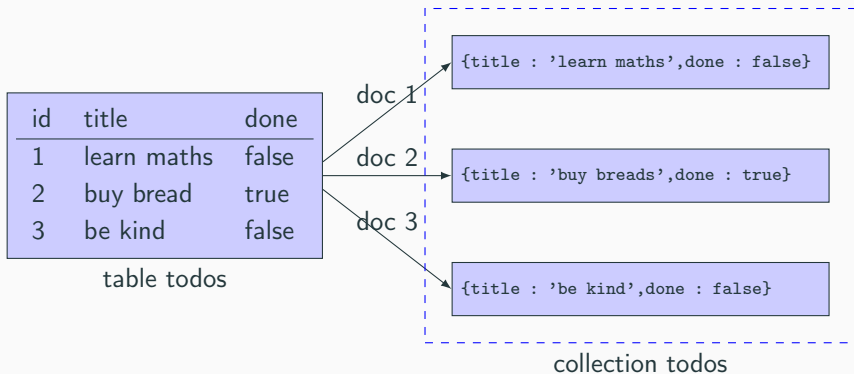 id title done
1 learn maths false
2 buy bread true
3 be kind false
table todos
doc 1
doc 2
doc 3
{title : ’learn maths’,done : false}
{title : ’buy breads’,done : true}
{title : ’be kind’,done : false}
collection todos